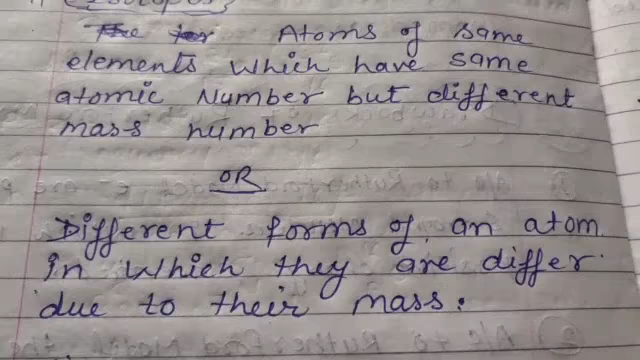 Isotopes
Atoms of same
elements which have same
atomic Number but different
mass number
OR
Different forms of an atom
in which they are differ
due to their mass.